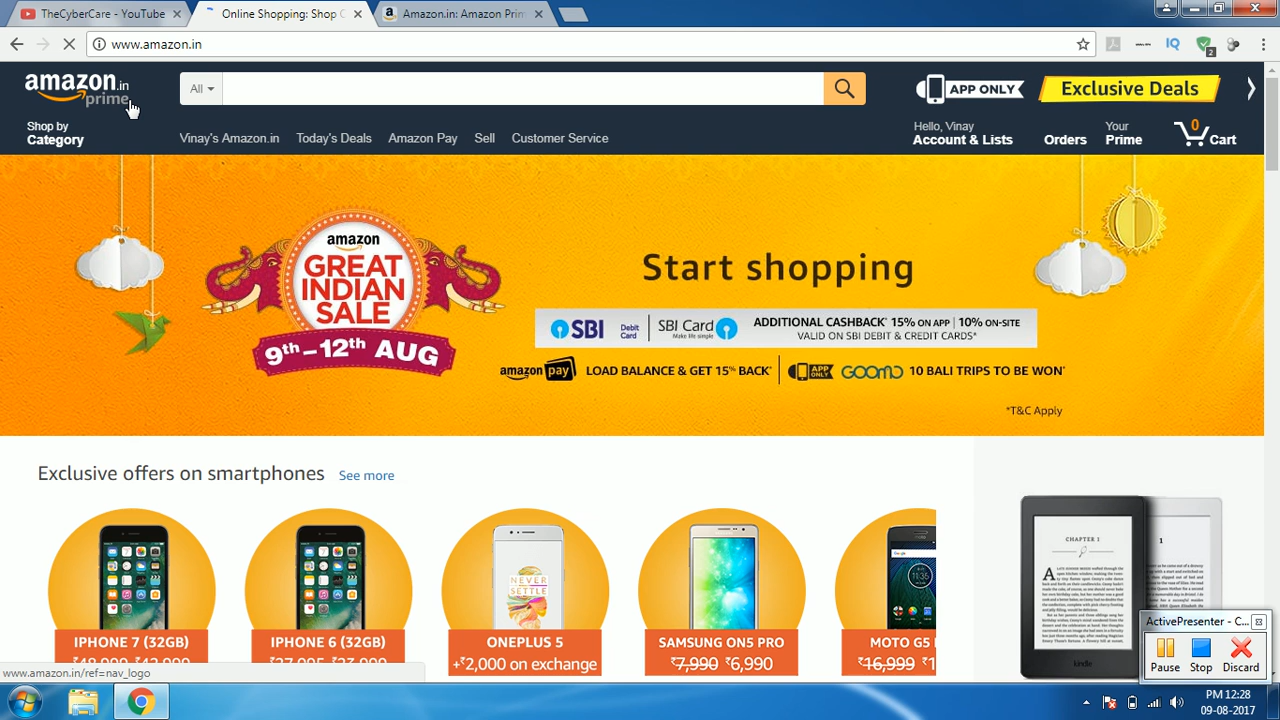 TheCyberCare - YouTube
Online Shopping: Shop
Amazon.in: Amazon Prim
www.amazon.in
IQ
2
amazon.in
prime
All
APP ONLY
Exclusive Deals
Shop by
Category
Vinay's Amazon.in Today's Deals Amazon Pay Sell Customer Service
Hello, Vinay
Account & Lists
Orders
Your
Prime
0
Cart
amazon
GREAT
INDIAN
SALE
9th–12th AUG
Start shopping
SBI Debit Card
SBI Card
Make life simple
ADDITIONAL CASHBACK* 15% ON APP | 10% ON-SITE
VALID ON SBI DEBIT & CREDIT CARDS*
amazon pay LOAD BALANCE & GET 15% BACK*
APP ONLY GOOMO 10 BALI TRIPS TO BE WON*
*T&C Apply
Exclusive offers on smartphones See more
NEVER
SETTLE
CHAPTER 1
1
kindle
IPHONE 7 (32GB)
IPHONE 6 (32GB)
ONEPLUS 5
+₹2,000 on exchange
SAMSUNG ON5 PRO
₹7,990 ₹6,990
MOTO G5
₹16,999
www.amazon.in/ref=nav_logo
ActivePresenter - C...
Pause Stop Discard
PM 12:28
09-08-2017